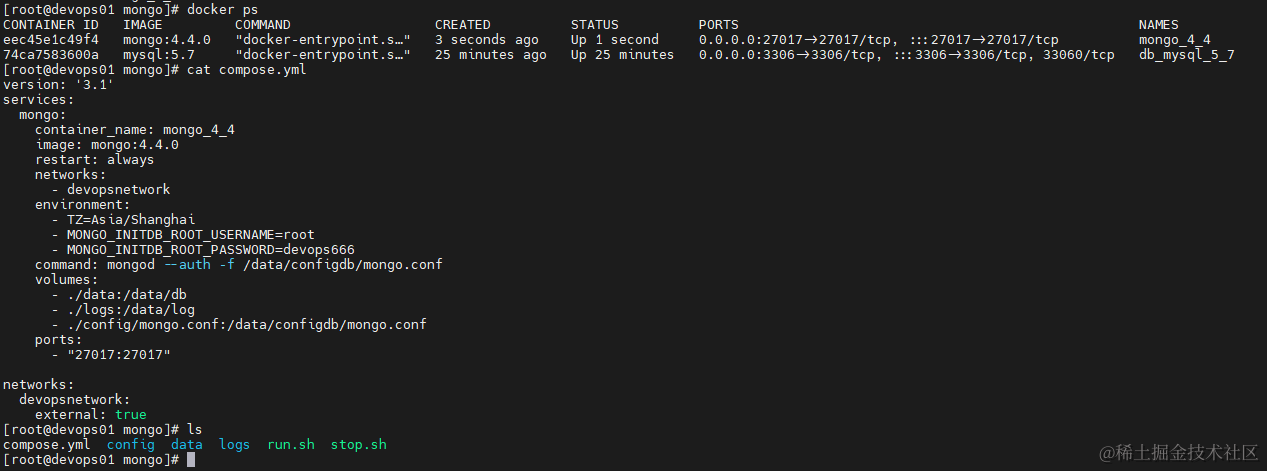 [root@devops01 mongo]# docker ps
CONTAINER ID   IMAGE         COMMAND                  CREATED          STATUS          PORTS                                                  NAMES
eec45e1c49f4   mongo:4.4.0   "docker-entrypoint.s…"   3 seconds ago    Up 1 second     0.0.0.0:27017->27017/tcp, :::27017->27017/tcp          mongo_4_4
74ca7583600a   mysql:5.7     "docker-entrypoint.s…"   25 minutes ago   Up 25 minutes   0.0.0.0:3306->3306/tcp, :::3306->3306/tcp, 33060/tcp   db_mysql_5_7
[root@devops01 mongo]# cat compose.yml
version: '3.1'
services:
  mongo:
    container_name: mongo_4_4
    image: mongo:4.4.0
    restart: always
    networks:
      - devopsnetwork
    environment:
      - TZ=Asia/Shanghai
      - MONGO_INITDB_ROOT_USERNAME=root
      - MONGO_INITDB_ROOT_PASSWORD=devops666
    command: mongod --auth -f /data/configdb/mongo.conf
    volumes:
      - ./data:/data/db
      - ./logs:/data/log
      - ./config/mongo.conf:/data/configdb/mongo.conf
    ports:
      - "27017:27017"
networks:
  devopsnetwork:
    external: true
[root@devops01 mongo]# ls
compose.yml  config  data  logs  run.sh  stop.sh
[root@devops01 mongo]#
@稀土掘金技术社区